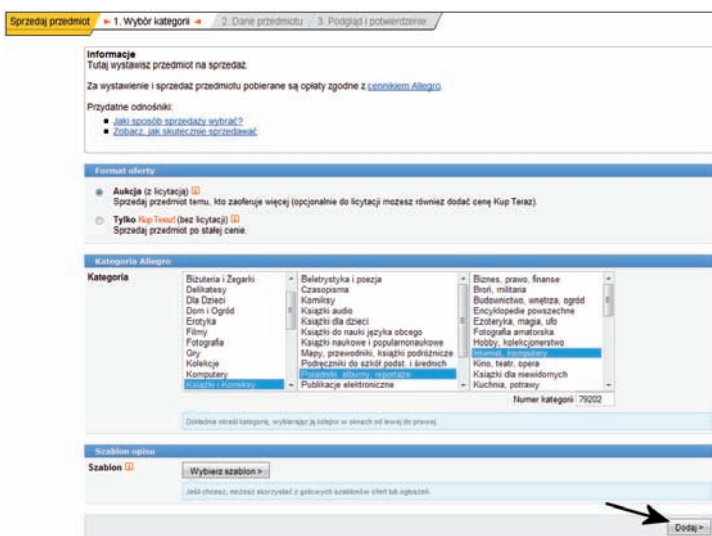 Sprzedaj przedmiot
1. Wybór kategorii
2. Dane przedmiotu
3. Podgląd i potwierdzenie
Informacje
Tutaj wystawisz przedmiot na sprzedaż.
Za wystawienie i sprzedaż przedmiotu pobierane są opłaty zgodne z cennikiem Allegro.
Przydatne odnośniki:
Jaki sposób sprzedaży wybrać?
Zobacz, jak skutecznie sprzedawać
Format oferty
Aukcja (z licytacją)
Sprzedaj przedmiot temu, kto zaoferuje więcej (opcjonalnie do licytacji możesz również dodać cenę Kup Teraz).
Tylko Kup Teraz! (bez licytacji)
Sprzedaj przedmiot po stałej cenie.
Kategoria Allegro
Kategoria
Biżuteria i Zegarki
Delikatesy
Dla Dzieci
Dom i Ogród
Erotyka
Filmy
Fotografia
Gry
Kolekcje
Komputery
Książki i Komiksy
Beletrystyka i poezja
Czasopisma
Komiksy
Książki audio
Książki dla dzieci
Książki do nauki języka obcego
Książki naukowe i popularnonaukowe
Mapy, przewodniki, książki podróżnicze
Podręczniki do szkół podst. i średnich
Poradniki, albumy, reportaże
Publikacje elektroniczne
Biznes, prawo, finanse
Broń, militaria
Budownictwo, wnętrza, ogród
Encyklopedie powszechne
Ezoteryka, magia, ufo
Fotografia amatorska
Hobby, kolekcjonerstwo
Internet, komputery
Kino, teatr, opera
Książki dla niewidomych
Kuchnia, potrawy
Numer kategorii 79202
Dokładnie określ kategorię, wybierając ją kolejno w oknach od lewej do prawej.
Szablon opisu
Szablon
Wybierz szablon >
Jeśli chcesz, możesz skorzystać z gotowych szablonów ofert lub ogłoszeń.
Dodaj >